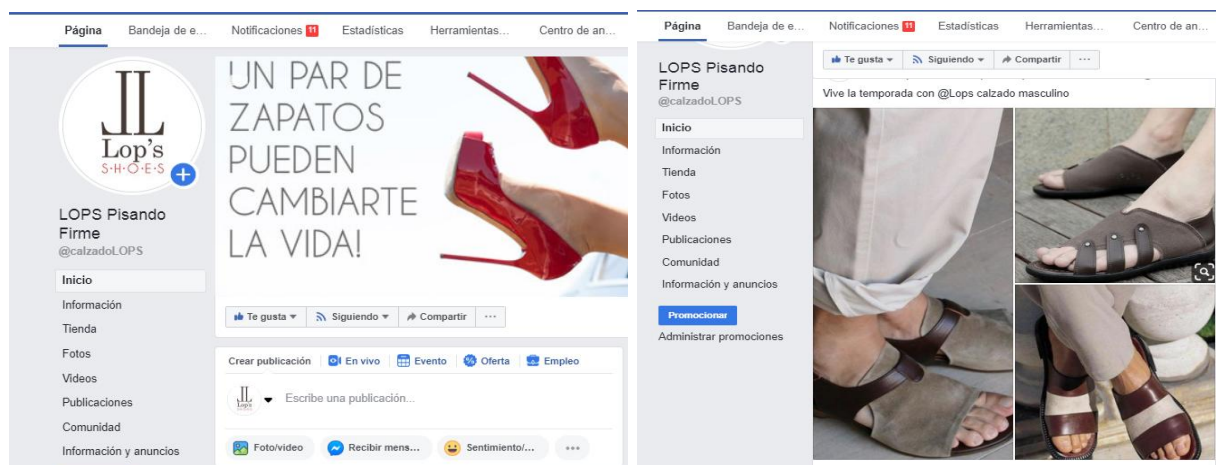 Página Bandeja de e... Notificaciones 11 Estadísticas Herramientas... Centro de an...
LL
Lop's
S·H·O·E·S
LOPS Pisando
Firme
@calzadoLOPS
Inicio
Información
Tienda
Fotos
Videos
Publicaciones
Comunidad
Información y anuncios
UN PAR DE
ZAPATOS
PUEDEN
CAMBIARTE
LA VIDA!
Te gusta Siguiendo Compartir ...
Crear publicación En vivo Evento Oferta Empleo
Lop's
Escribe una publicación...
Foto/video Recibir mens... Sentimiento/... ...
Página Bandeja de e... Notificaciones 11 Estadísticas Herramientas... Centro de an...
LOPS Pisando
Firme
@calzadoLOPS
Inicio
Información
Tienda
Fotos
Videos
Publicaciones
Comunidad
Información y anuncios
Promocionar
Administrar promociones
Te gusta Siguiendo Compartir ...
Vive la temporada con @Lops calzado masculino